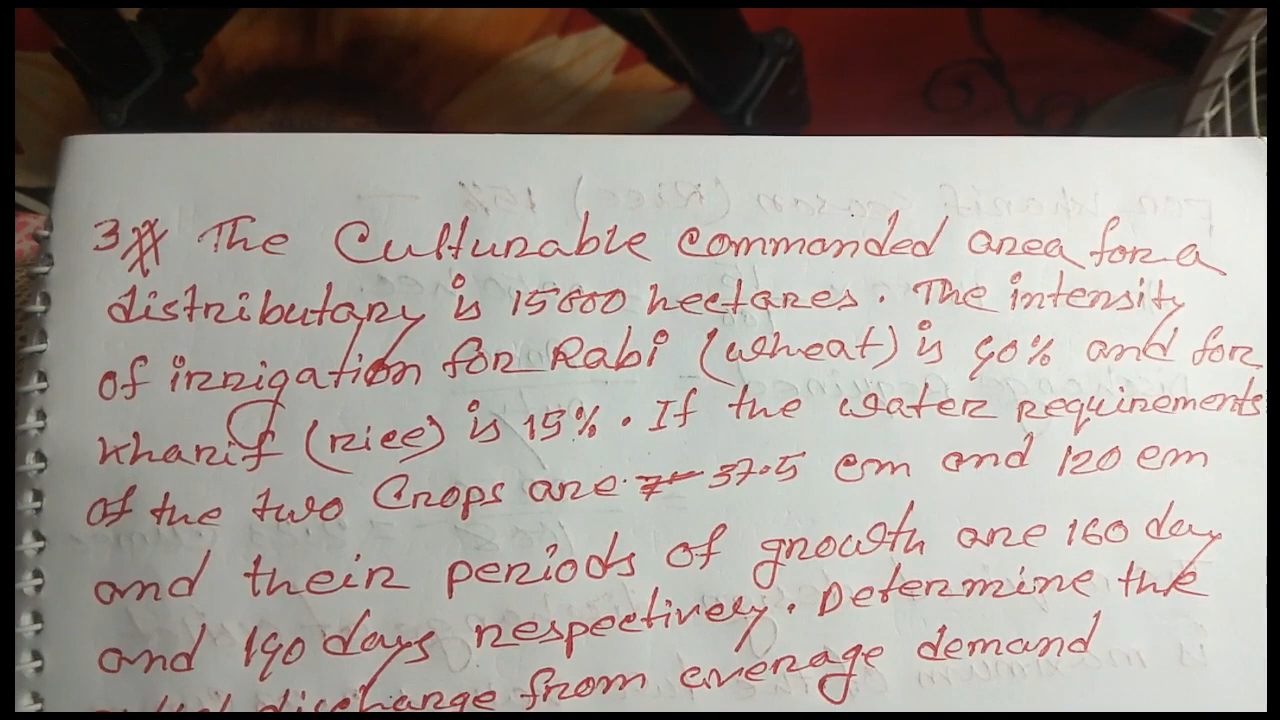 3# The Culturable commanded area for a
distributary is 15000 hectares. The intensity
of irrigation for Rabi (wheat) is 40% and for
kharif (rice) is 15%. If the water requirements
of the two Crops are 37.5 cm and 120 cm
and their periods of growth are 160 day
and 140 days respectively. Determine the
discharge from average demand